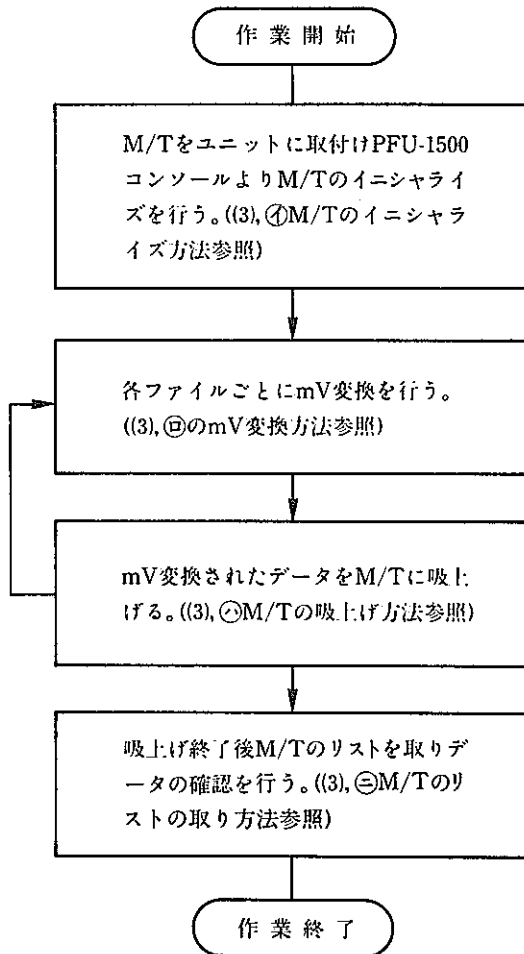 作業開始
M/Tをユニットに取付けPFU-1500
コンソールよりM/Tのイニシャライ
ズを行う。((3), ㋑M/Tのイニシャラ
イズ方法参照)
各ファイルごとにmV変換を行う。
((3), ㋺のmV変換方法参照)
mV変換されたデータをM/Tに吸上
げる。((3), ㋩M/Tの吸上げ方法参照)
吸上げ終了後M/Tのリストを取りデ
ータの確認を行う。((3), ㋥M/Tのリ
ストの取り方法参照)
作業終了